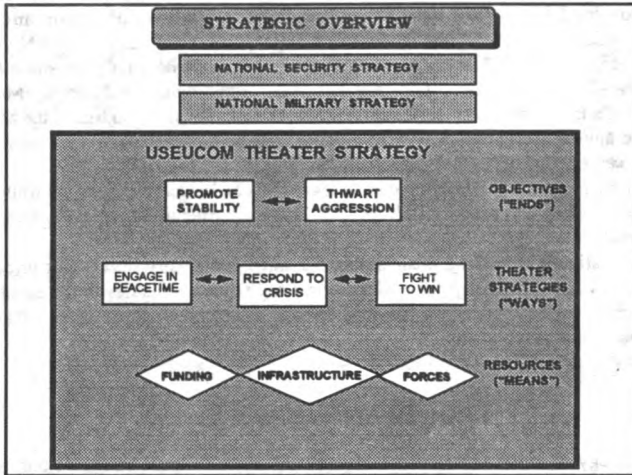 STRATEGIC OVERVIEW
NATIONAL SECURITY STRATEGY
NATIONAL MILITARY STRATEGY
USEUCOM THEATER STRATEGY
PROMOTE
STABILITY
THWART
AGGRESSION
OBJECTIVES
("ENDS")
ENGAGE IN
PEACETIME
RESPOND TO
CRISIS
FIGHT
TO WIN
THEATER
STRATEGIES
("WAYS")
FUNDING
INFRASTRUCTURE
FORCES
RESOURCES
("MEANS")